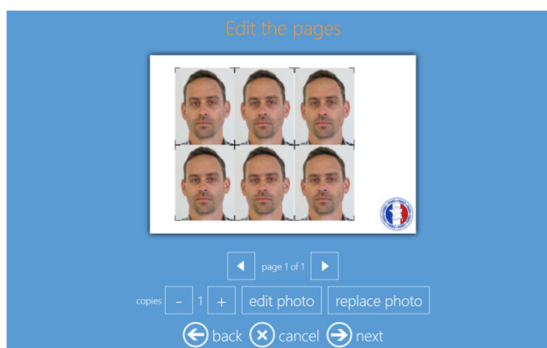 Edit the pages
page 1 of 1
copies - 1 + edit photo replace photo
back cancel next